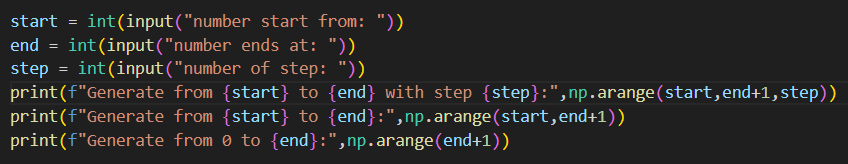 start = int(input("number start from: "))
end = int(input("number ends at: "))
step = int(input("number of step: "))
print(f"Generate from {start} to {end} with step {step}:",np.arange(start,end+1,step))
print(f"Generate from {start} to {end}:",np.arange(start,end+1))
print(f"Generate from 0 to {end}:",np.arange(end+1))